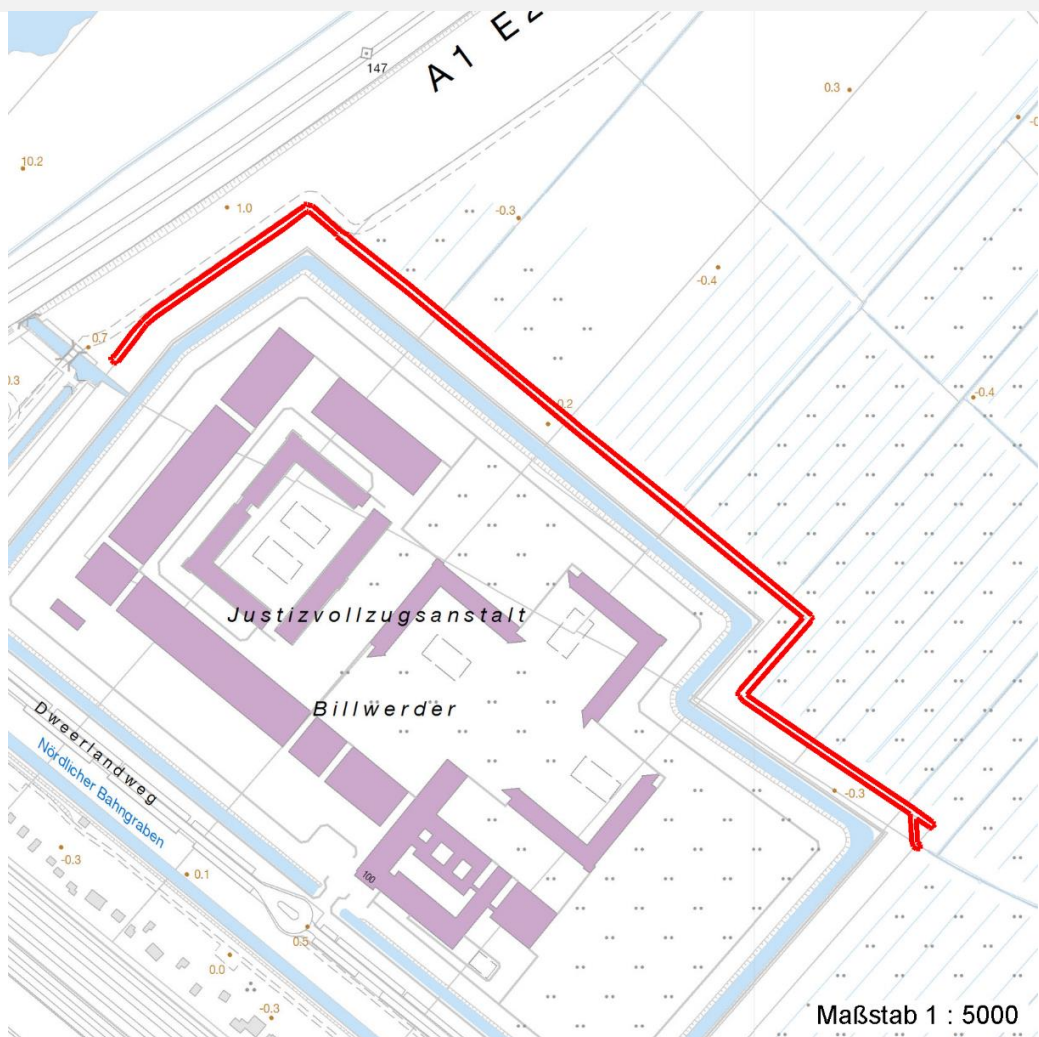 A1 E2
147
0.3
10.2
1.0
-0.3
-0.4
0.7
-0.4
0.2
Justizvollzugsanstalt
Billwerder
Dweerlandweg
Nördlicher Bahngraben
-0.3
-0.3
0.1
100
0.5
0.0
-0.3
Maßstab 1 : 5000